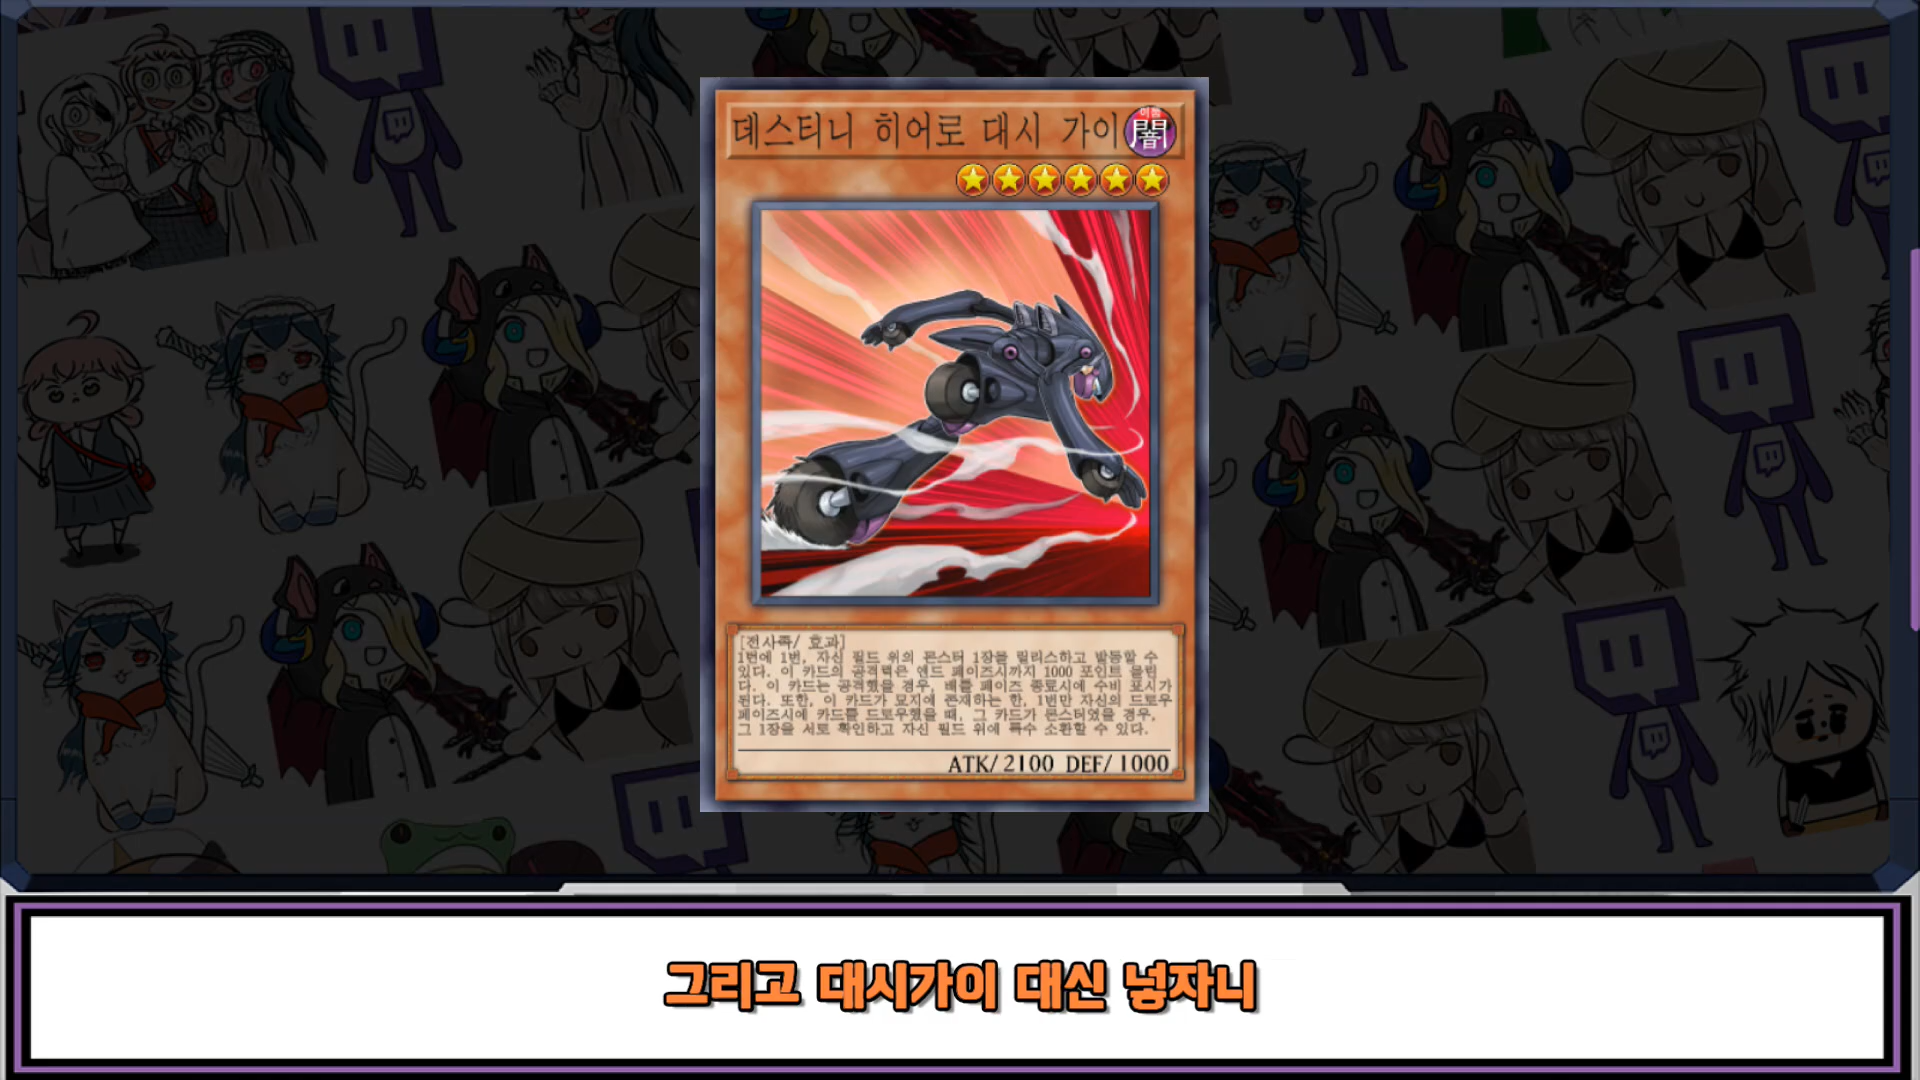 데스티니 히어로 대시 가이
어둠
闇
[전사족/ 효과]
1번에 1번, 자신 필드 위의 몬스터 1장을 릴리스하고 발동할 수
있다. 이 카드의 공격력은 엔드 페이즈시까지 1000 포인트 올린
다. 이 카드는 공격했을 경우, 배틀 페이즈 종료시에 수비 표시가
된다. 또한, 이 카드가 묘지에 존재하는 한, 1번만 자신의 드로우
페이즈시에 카드를 드로우했을 때, 그 카드가 몬스터였을 경우,
그 1장을 서로 확인하고 자신 필드 위에 특수 소환할 수 있다.
ATK/ 2100 DEF/ 1000
그리고 대시가이 대신 넣자니